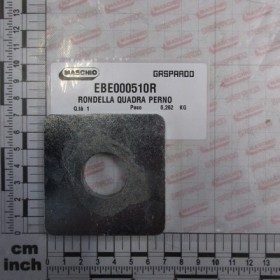 MASCHIO GASPARDO
EBE000510R
RONDELLA QUADRA PERNO
Q.tà 1 Peso 0,262 KG
cm
inch